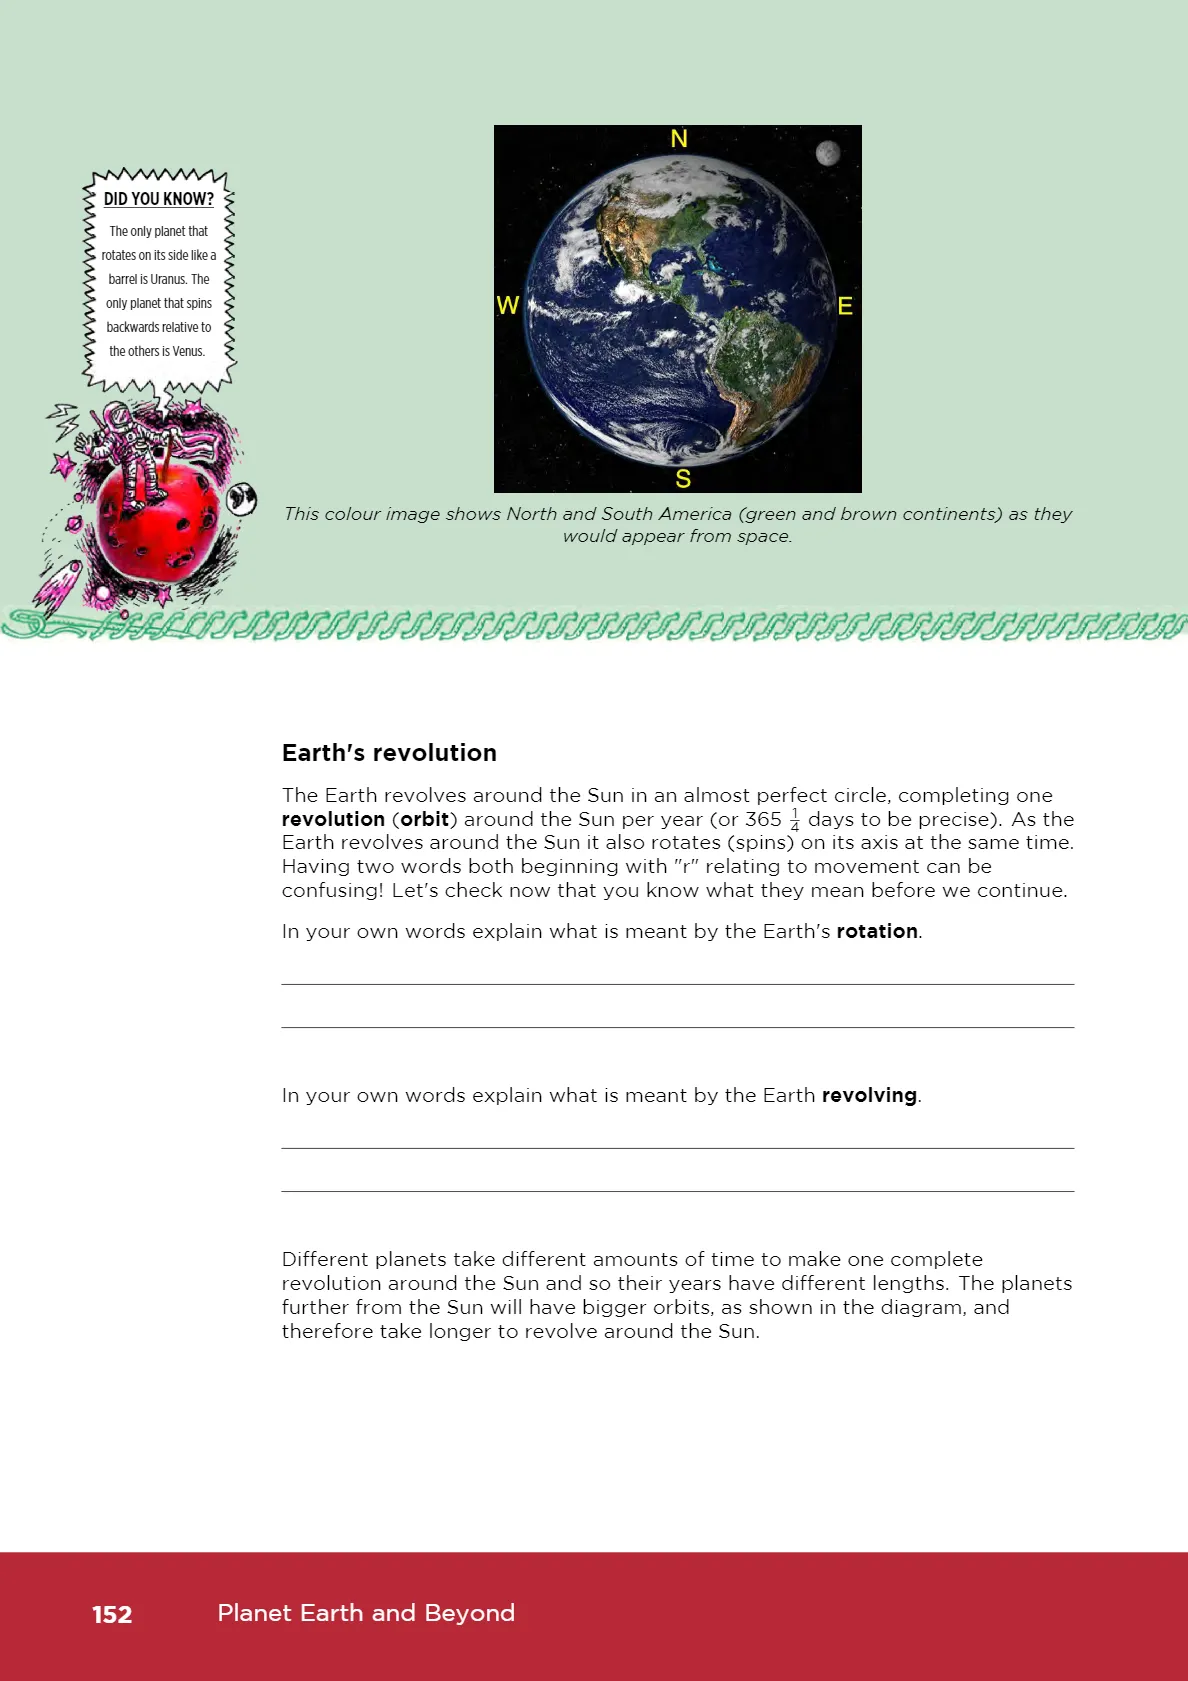 N
W
E
S
DID YOU KNOW?
The only planet that
rotates on its side like a
barrel is Uranus. The
only planet that spins
backwards relative to
the others is Venus.
This colour image shows North and South America (green and brown continents) as they
would appear from space.
Earth's revolution
The Earth revolves around the Sun in an almost perfect circle, completing one
revolution (orbit) around the Sun per year (or 365 1/4 days to be precise). As the
Earth revolves around the Sun it also rotates (spins) on its axis at the same time.
Having two words both beginning with "r" relating to movement can be
confusing! Let's check now that you know what they mean before we continue.
In your own words explain what is meant by the Earth's rotation.
In your own words explain what is meant by the Earth revolving.
Different planets take different amounts of time to make one complete
revolution around the Sun and so their years have different lengths. The planets
further from the Sun will have bigger orbits, as shown in the diagram, and
therefore take longer to revolve around the Sun.
152 Planet Earth and Beyond